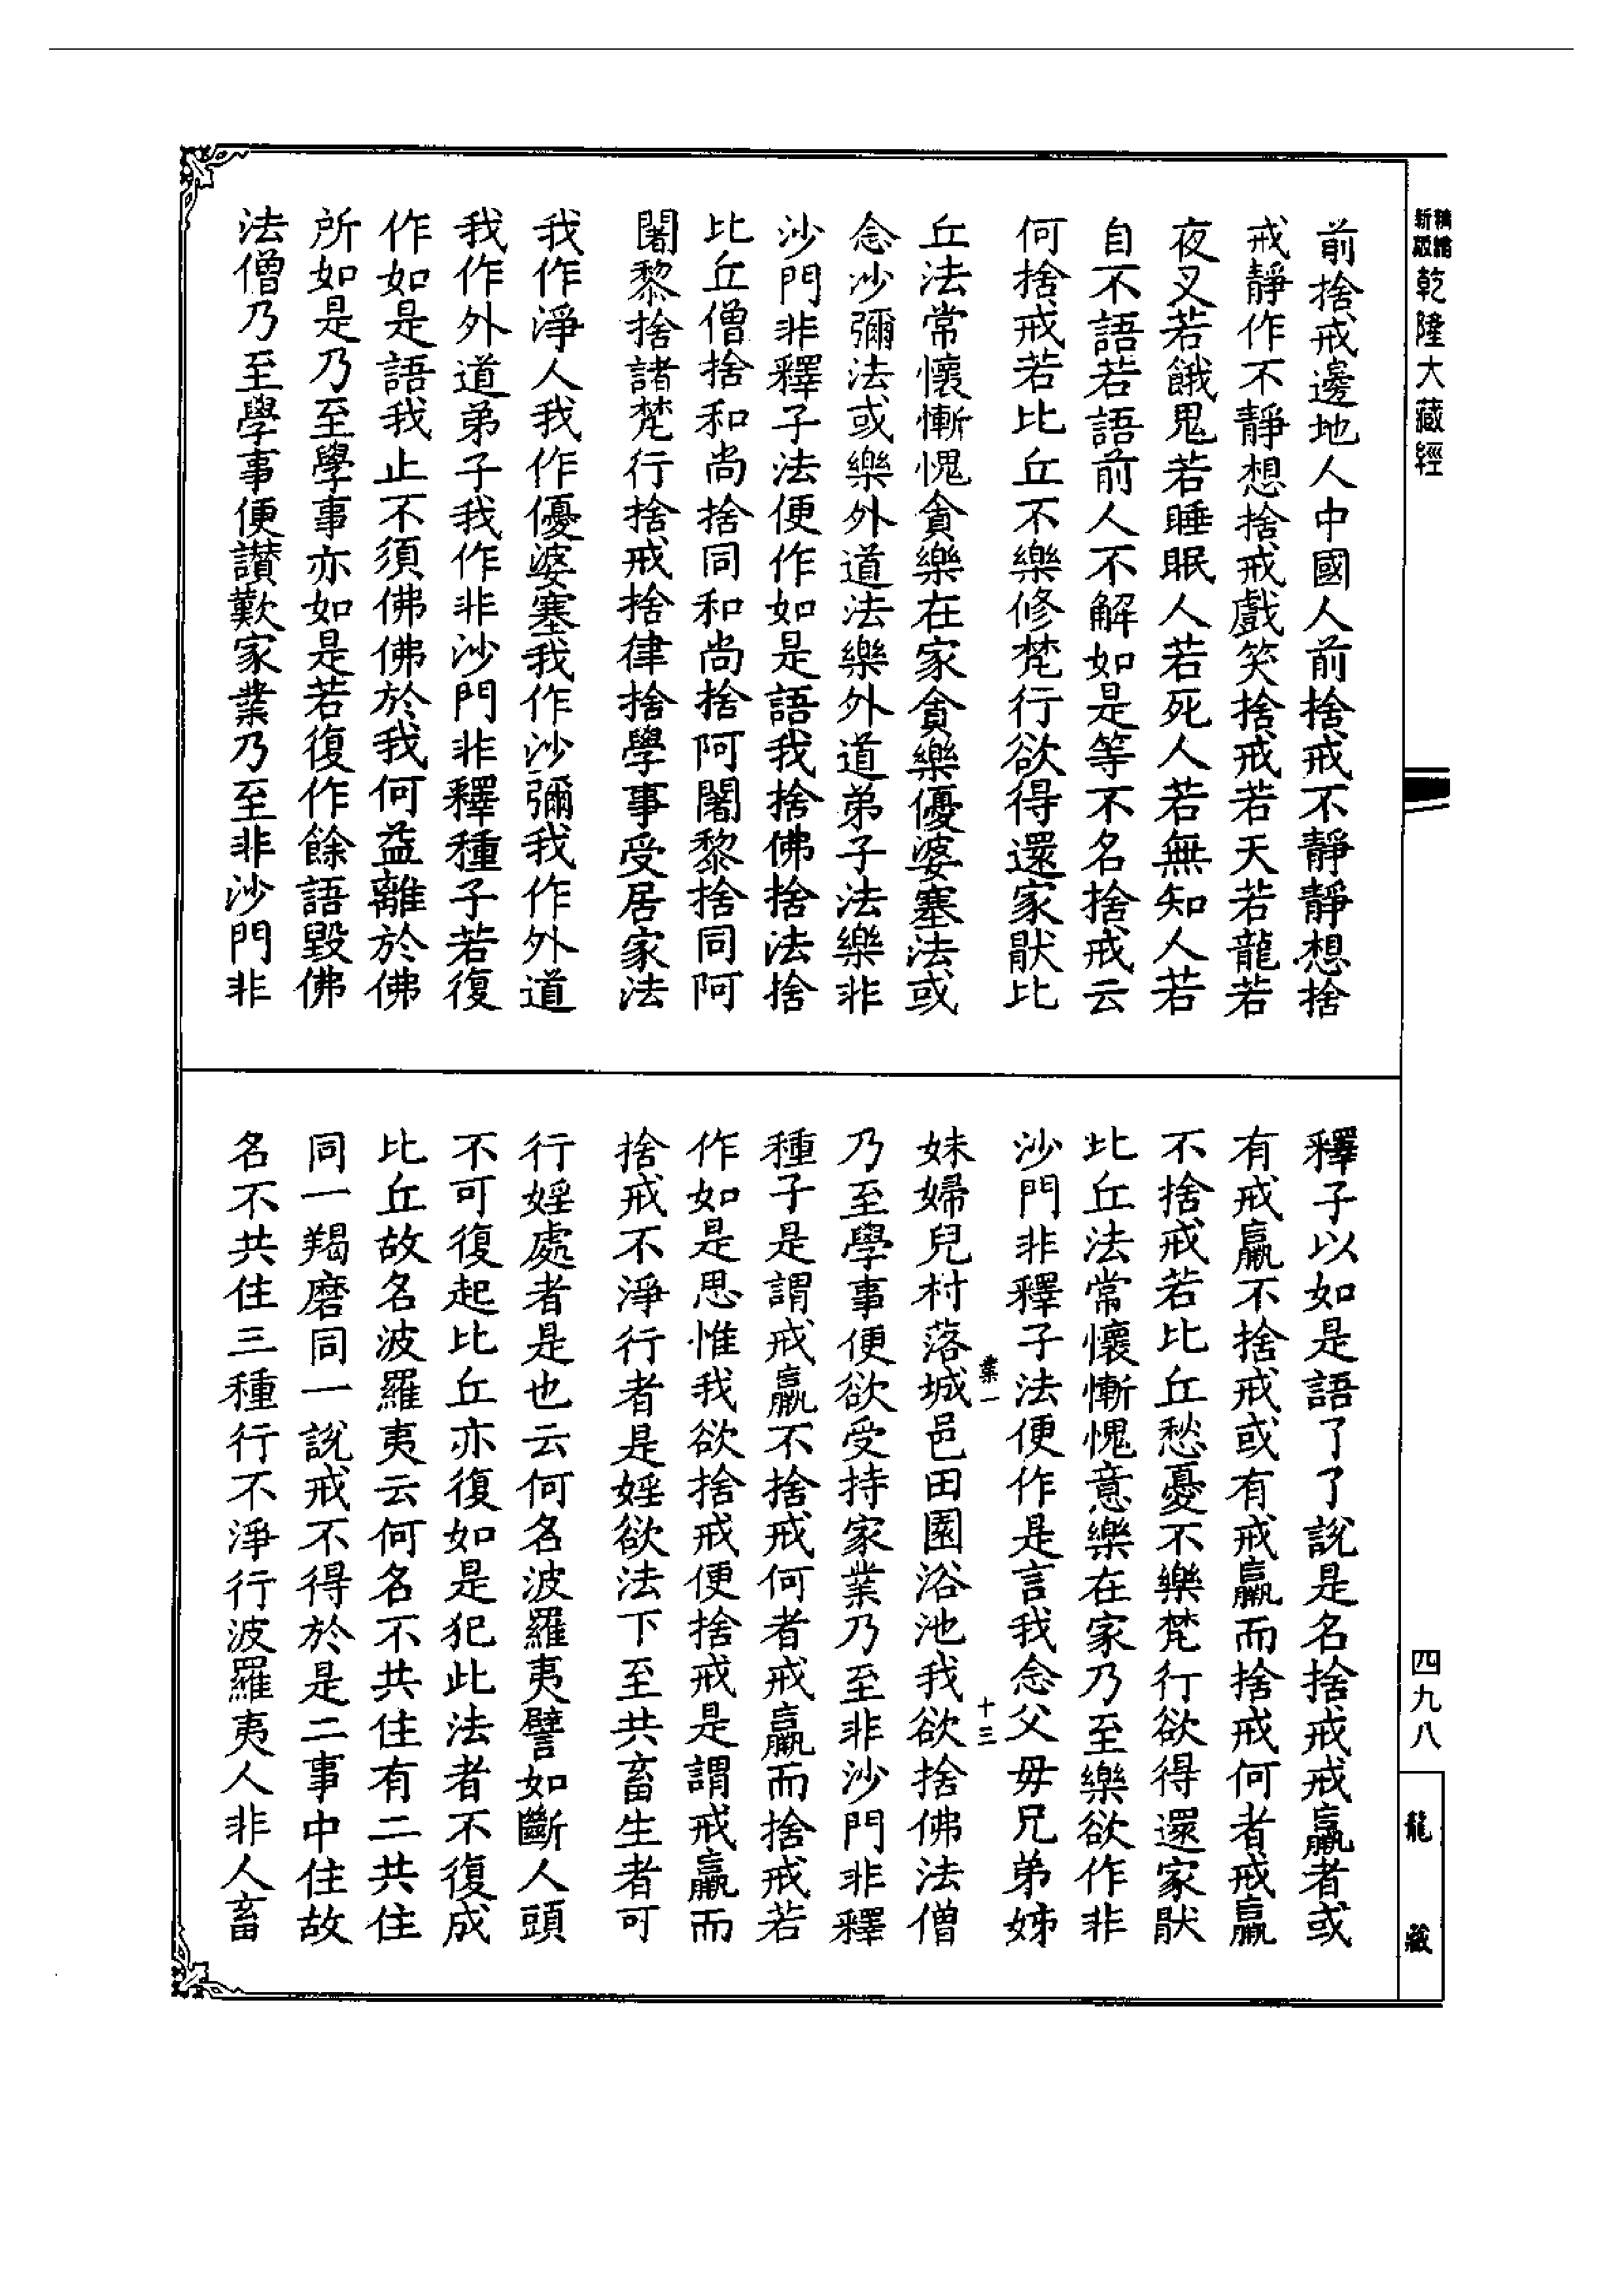 精緒新版乾隆大藏經
前捨戒邊地人中國人前捨戒不靜靜想捨
戒靜作不靜想捨戒戲笑捨戒若天若龍若
夜叉若餓鬼若睡眠人若死人若無知人若
自不語若語前人不解如是等不名捨戒云
何捨戒若比丘不樂修梵行欲得還家猒比
丘法常懷慚愧貪樂在家貪樂優婆塞法或
念沙彌法或樂外道法樂外道弟子法樂非
沙門非釋子法便作如是語我捨佛捨法捨
比丘僧捨和尚捨同和尚捨阿闍黎捨同阿
闍黎捨諸梵行捨戒捨律捨學事受居家法
我作淨人我作優婆塞我作沙彌我作外道
我作外道弟子我作非沙門非釋種子若復
作如是語我止不須佛佛於我何益離於佛
所如是乃至學事亦如是若復作餘語毀佛
法僧乃至學事便讃歎家業乃至非沙門非
釋子以如是語了了說是名捨戒戒羸者或
有戒羸不捨戒或有戒羸而捨戒何者戒羸
不捨戒若比丘愁憂不樂梵行欲得還家猒
比丘法常懷慚愧意樂在家乃至樂欲作非
沙門非釋子法便作是言我念父母兄弟姊
業一 十三
妹婦兒村落城邑田園浴池我欲捨佛法僧
乃至學事便欲受持家業乃至非沙門非釋
種子是謂戒羸不捨戒何者戒羸而捨戒若
作如是思惟我欲捨戒便捨戒是謂戒羸而
捨戒不淨行者是婬欲法下至共畜生者可
行婬處者是也云何名波羅夷譬如斷人頭
不可復起比丘亦復如是犯此法者不復成
比丘故名波羅夷云何名不共住有二共住
同一羯磨同一說戒不得於是二事中住故
名不共住三種行不淨行波羅夷人非人畜
四九八
龍藏